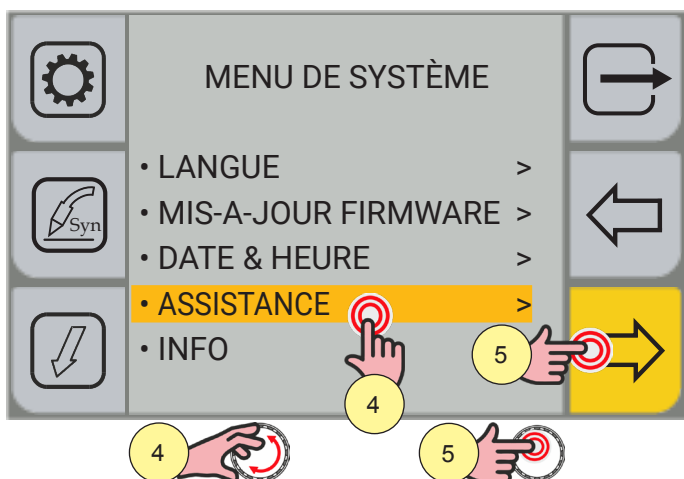 MENU DE SYSTÈME
• LANGUE >
• MIS-A-JOUR FIRMWARE >
Syn
• DATE & HEURE >
• ASSISTANCE >
• INFO
5
4
4
5